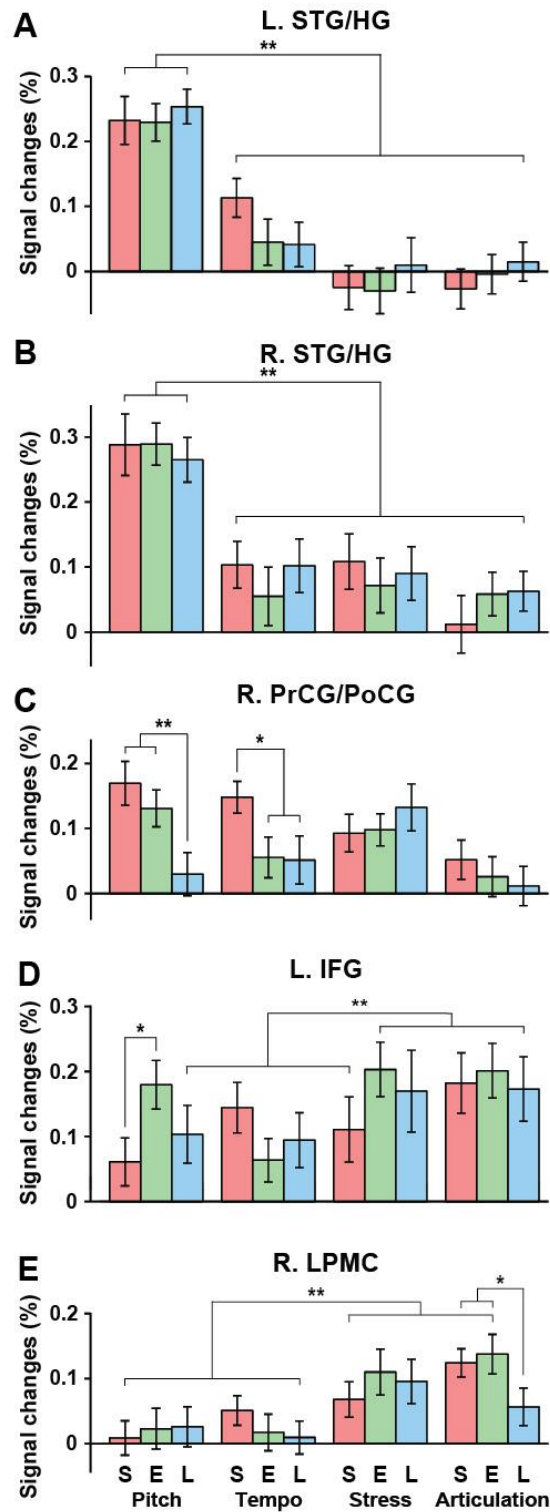 A
L. STG/HG
**
Signal changes (%)
0.3
0.2
0.1
0
B
R. STG/HG
**
Signal changes (%)
0.3
0.2
0.1
0
C
R. PrCG/PoCG
**
*
Signal changes (%)
0.2
0.1
0
D
L. IFG
**
*
Signal changes (%)
0.3
0.2
0.1
0
E
R. LPMC
**
*
Signal changes (%)
0.2
0.1
0
S E L S E L S E L S E L
Pitch Tempo Stress Articulation